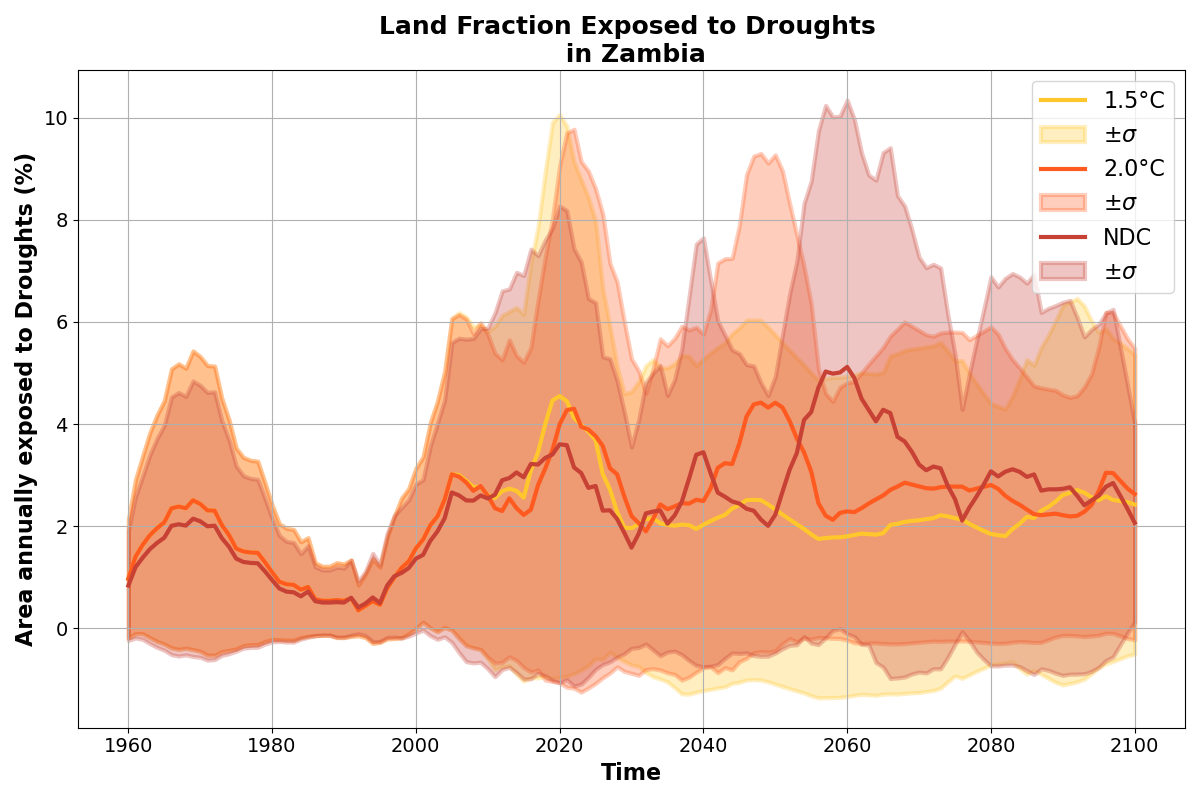 Land Fraction Exposed to Droughts
in Zambia
Area annually exposed to Droughts (%)
10
8
6
4
2
0
1960
1980
2000
2020
2040
2060
2080
2100
Time
1.5°C
±σ
2.0°C
±σ
NDC
±σ